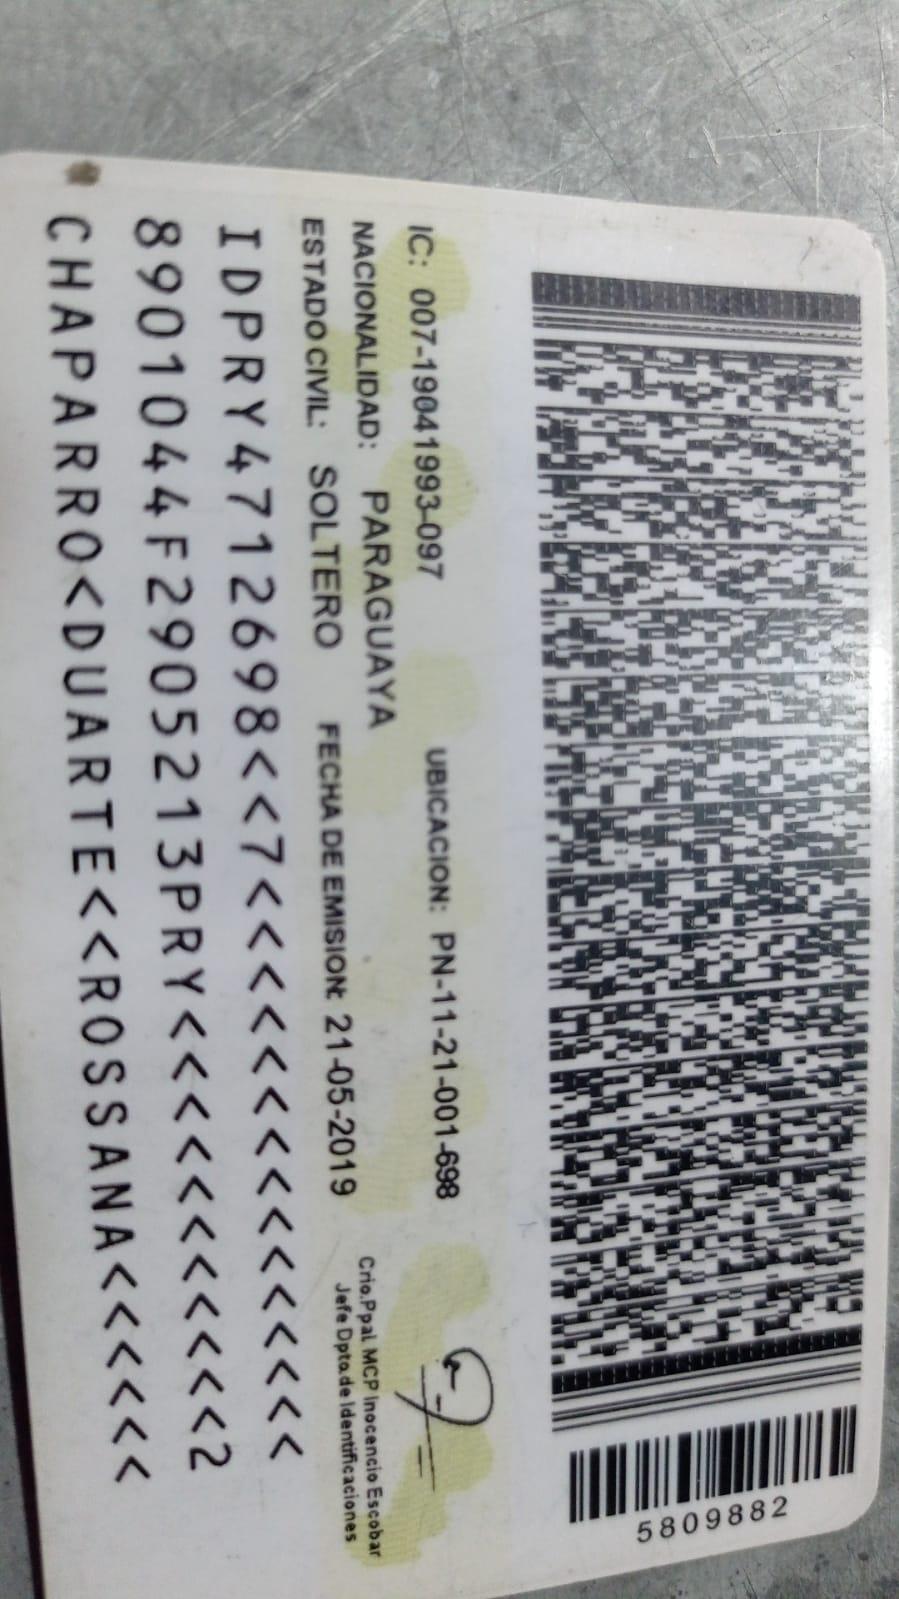 5809882
IC: 007-19041993-097 UBICACION: PN-11-21-001-698
NACIONALIDAD: PARAGUAYA
ESTADO CIVIL: SOLTERO FECHA DE EMISION: 21-05-2019
Crio.Ppal. MCP Inocencio Escobar
Jefe Dpto.de Identificaciones
IDPRY4712698<<7<<<<<<<<<<<<<<<
8901044F2905213PRY<<<<<<<<<<<2
CHAPARRO<DUARTE<<ROSSANA<<<<<<